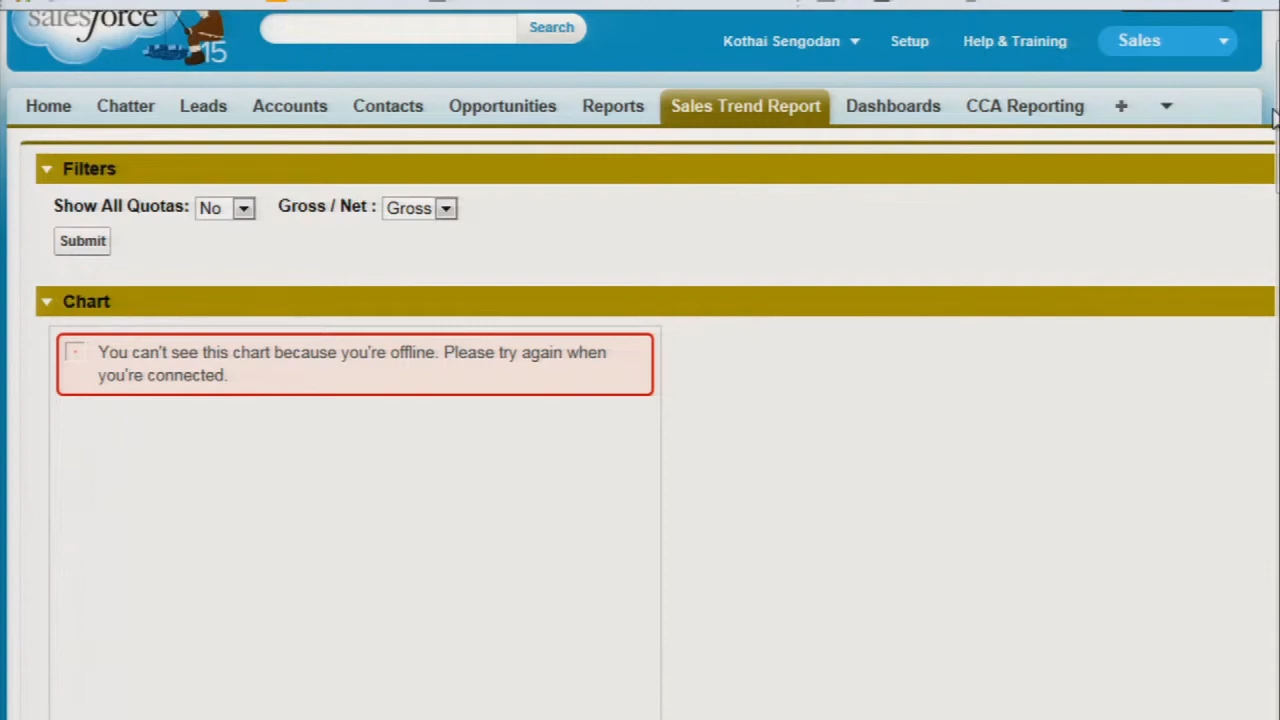 salesforce
15
Search
Kothai Sengodan
Setup
Help & Training
Sales
Home
Chatter
Leads
Accounts
Contacts
Opportunities
Reports
Sales Trend Report
Dashboards
CCA Reporting
+
Filters
Show All Quotas: No
Gross / Net : Gross
Submit
Chart
You can't see this chart because you're offline. Please try again when
you're connected.